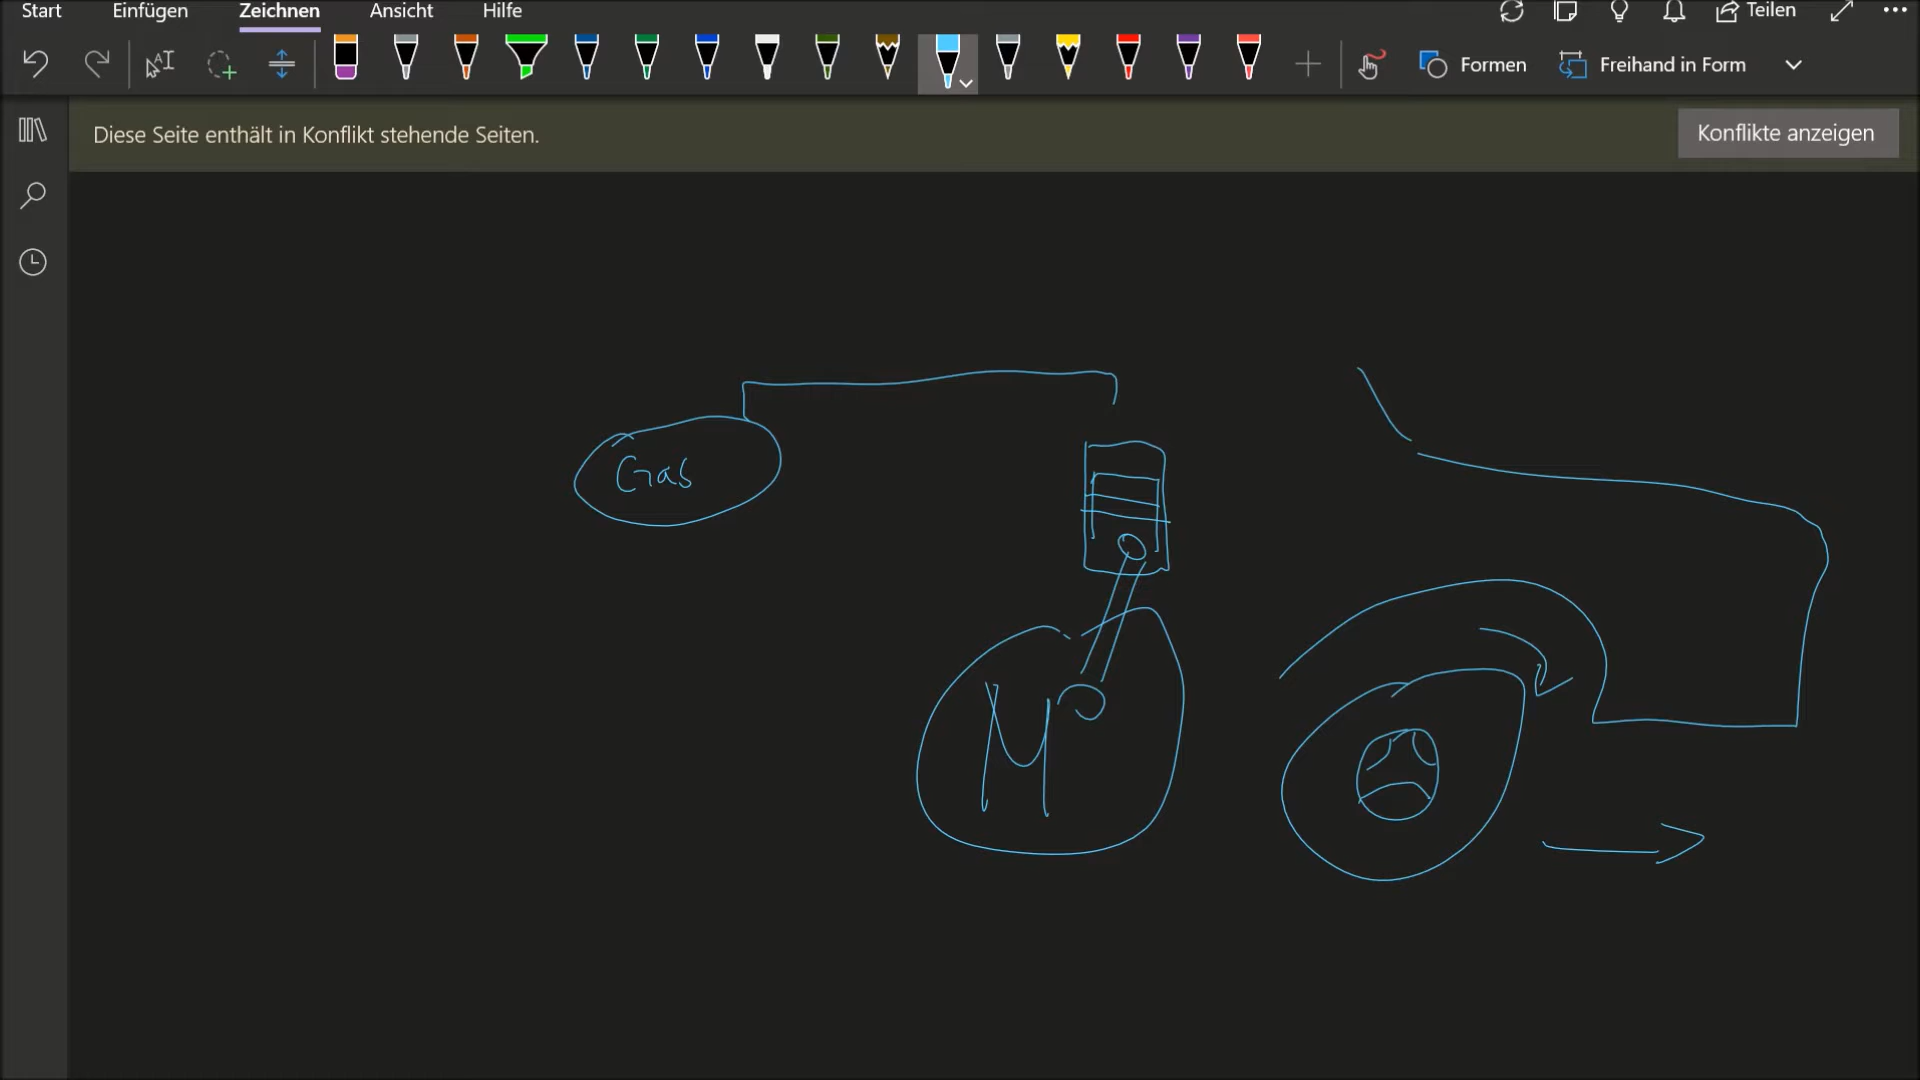 Start Einfügen Zeichnen Ansicht Hilfe Teilen
Formen Freihand in Form
Diese Seite enthält in Konflikt stehende Seiten. Konflikte anzeigen
Gas
M